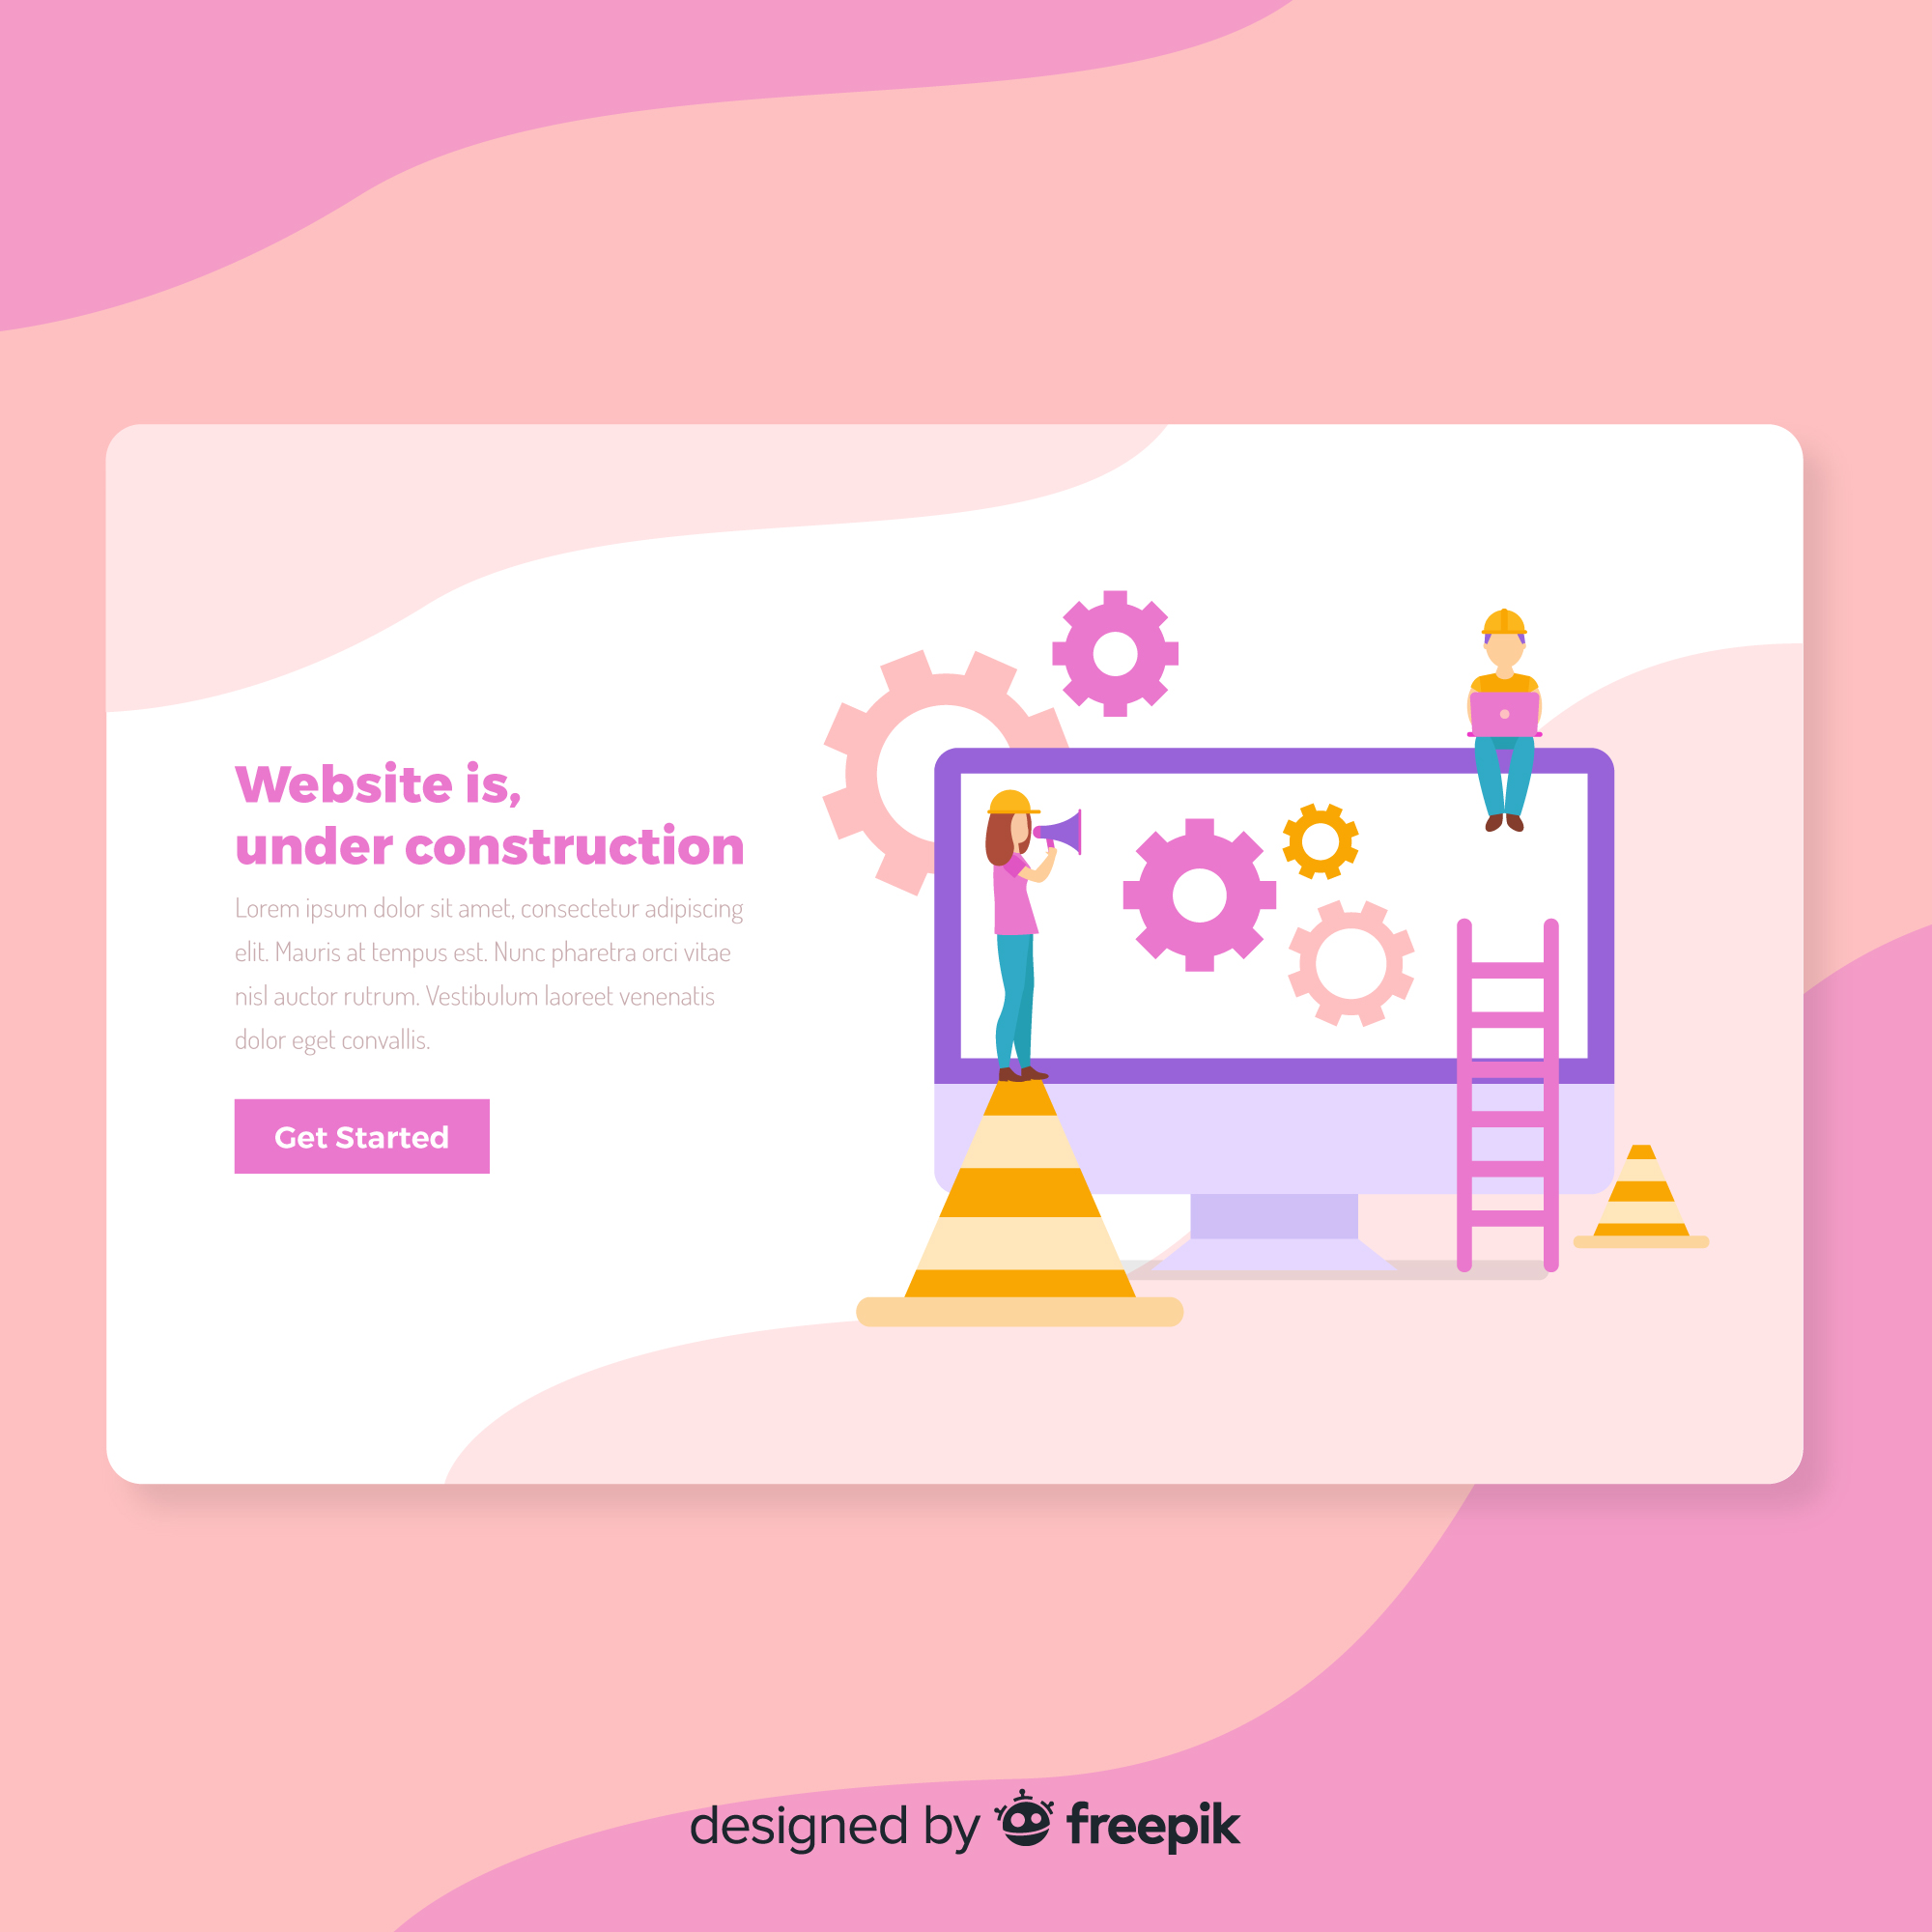 Website is,
under construction
Lorem ipsum dolor sit amet, consectetur adipiscing
elit. Mauris at tempus est. Nunc pharetra orci vitae
nisl auctor rutrum. Vestibulum laoreet venenatis
dolor eget convallis.
Get Started
designed by freepik